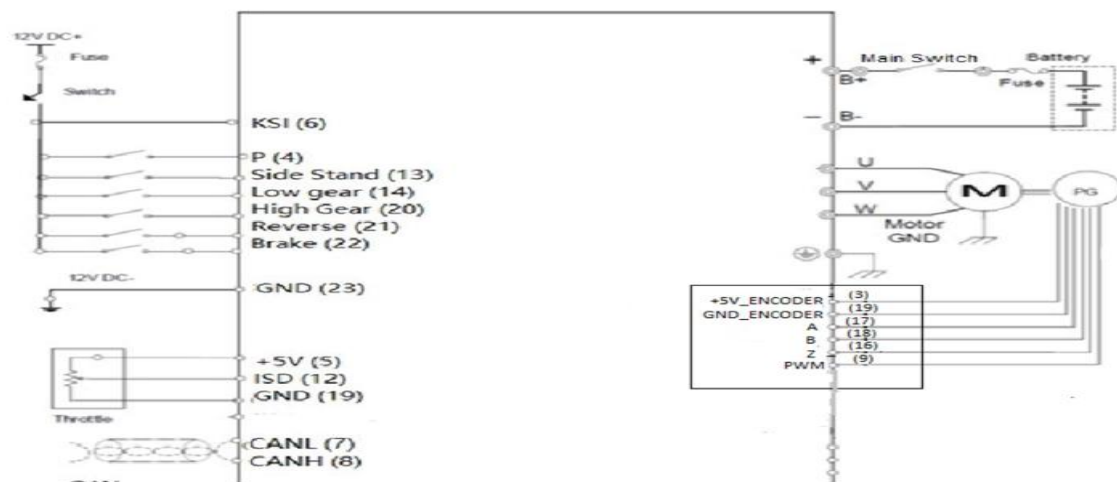 12V DC+
Fuse
Switch
KSI (6)
P (4)
Side Stand (13)
Low gear (14)
High Gear (20)
Reverse (21)
Brake (22)
12V DC-
GND (23)
+5V (5)
ISD (12)
GND (19)
Throttle
CANL (7)
CANH (8)
+ Main Switch Battery
B+ Fuse
- B-
U
V M PG
W
Motor
GND
+5V_ENCODER (3)
GND_ENCODER (19)
A (17)
B (18)
Z (16)
PWM (9)